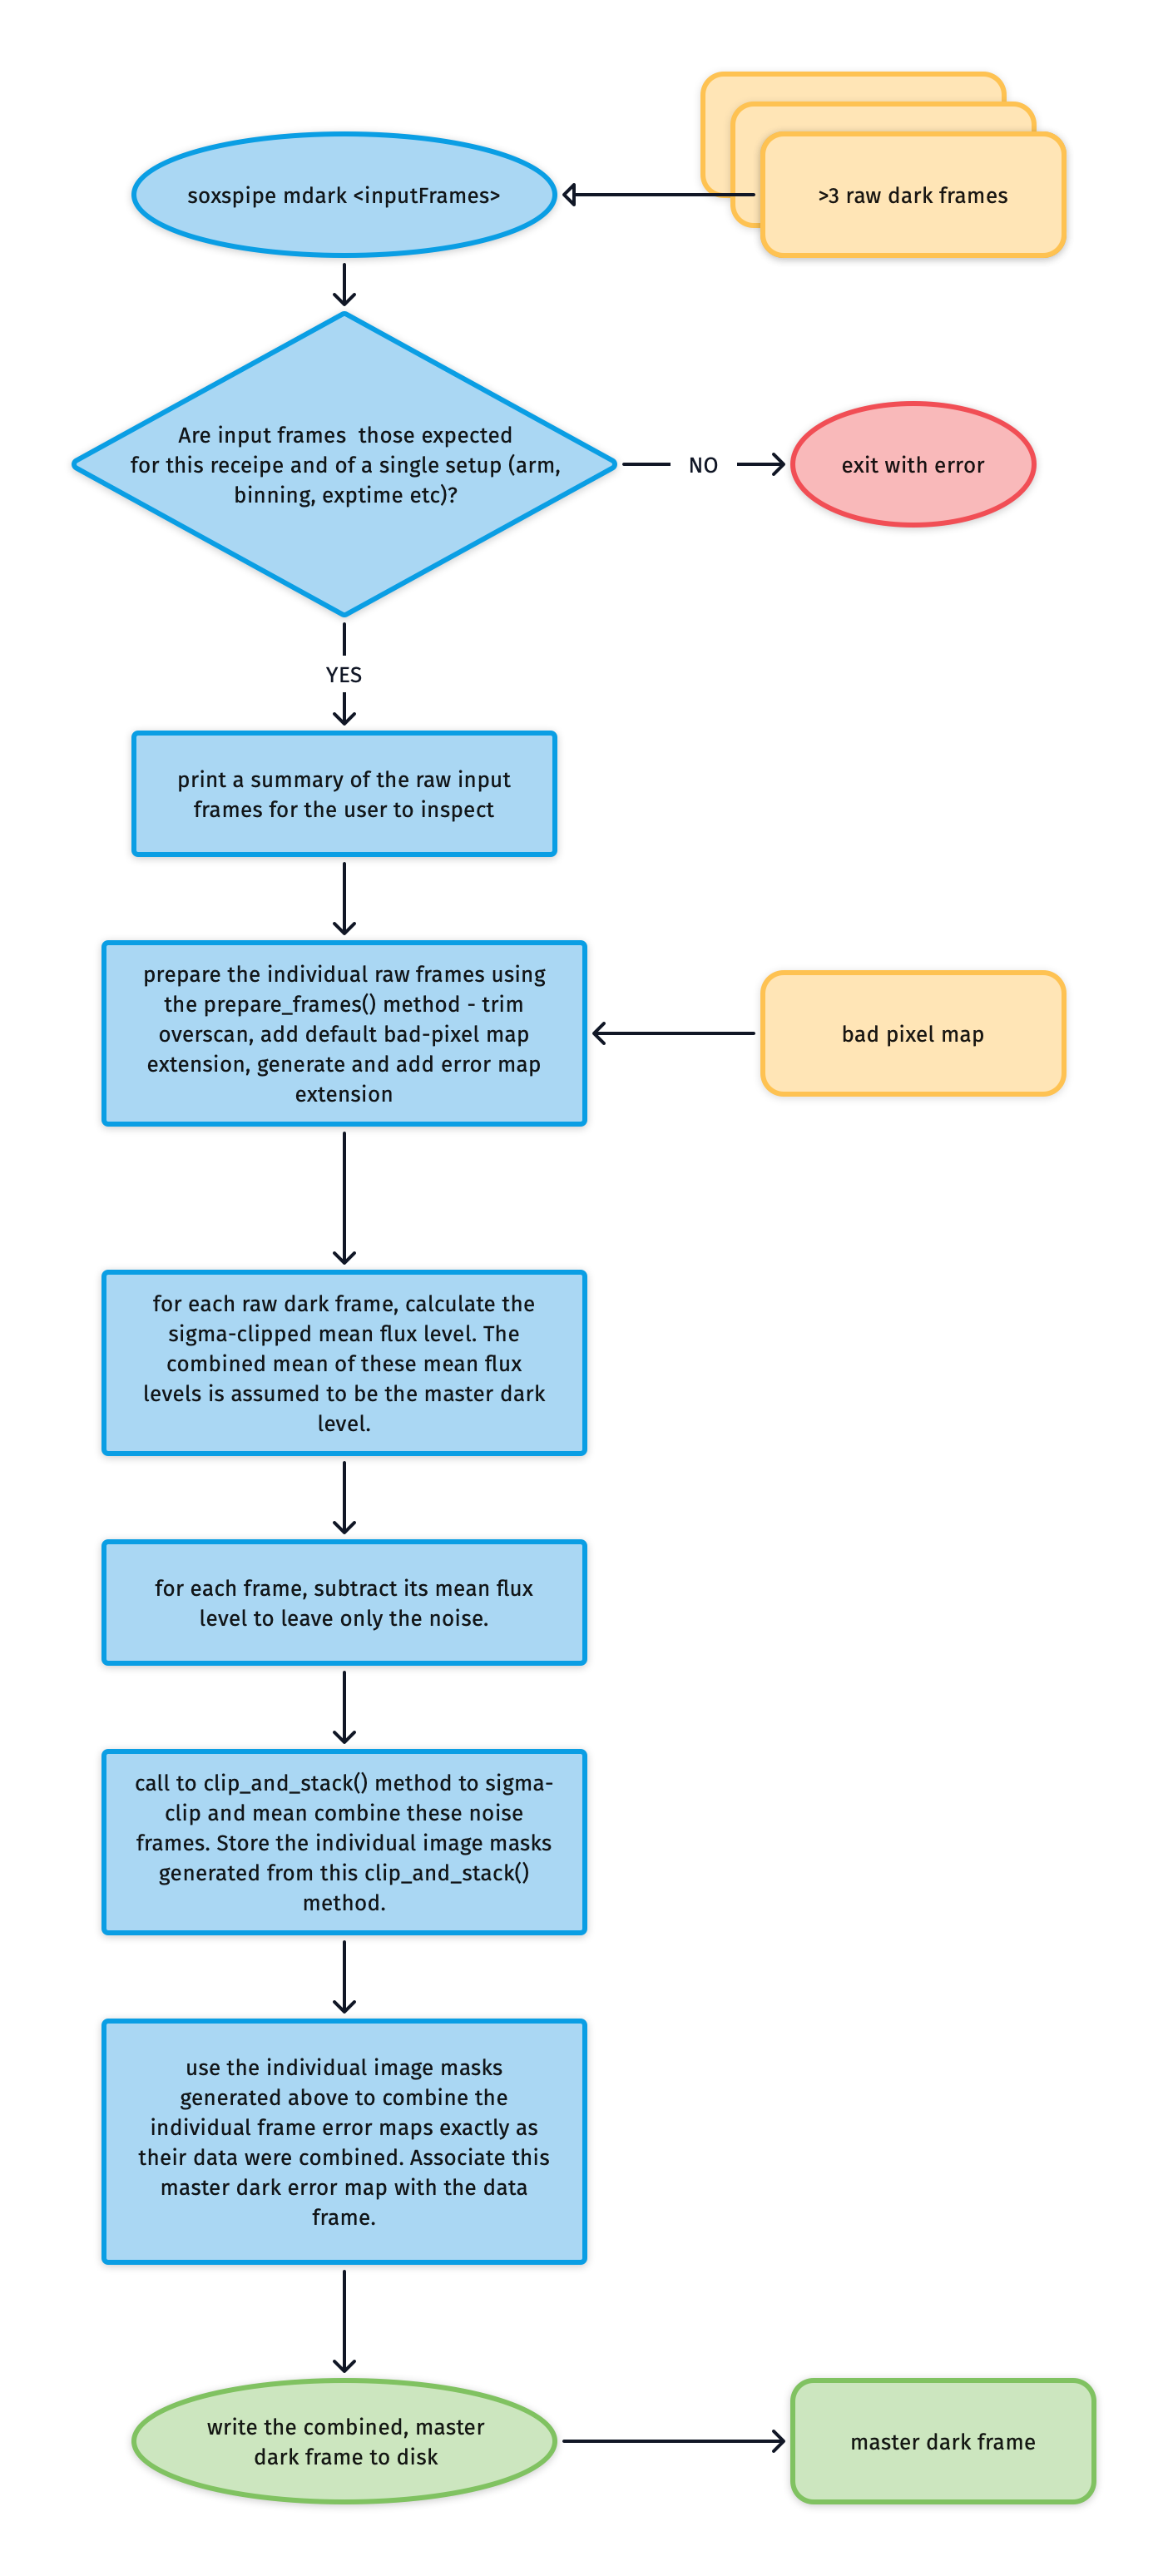 soxspipe mdark <inputFrames>
>3 raw dark frames
Are input frames  those expected
for this receipe and of a single setup (arm,
binning, exptime etc)?
NO
exit with error
YES
print a summary of the raw input
frames for the user to inspect
prepare the individual raw frames using
the prepare_frames() method - trim
overscan, add default bad-pixel map
extension, generate and add error map
extension
bad pixel map
for each raw dark frame, calculate the
sigma-clipped mean flux level. The
combined mean of these mean flux
levels is assumed to be the master dark
level.
for each frame, subtract its mean flux
level to leave only the noise.
call to clip_and_stack() method to sigma-
clip and mean combine these noise
frames. Store the individual image masks
generated from this clip_and_stack()
method.
use the individual image masks
generated above to combine the
individual frame error maps exactly as
their data were combined. Associate this
master dark error map with the data
frame.
write the combined, master
dark frame to disk
master dark frame